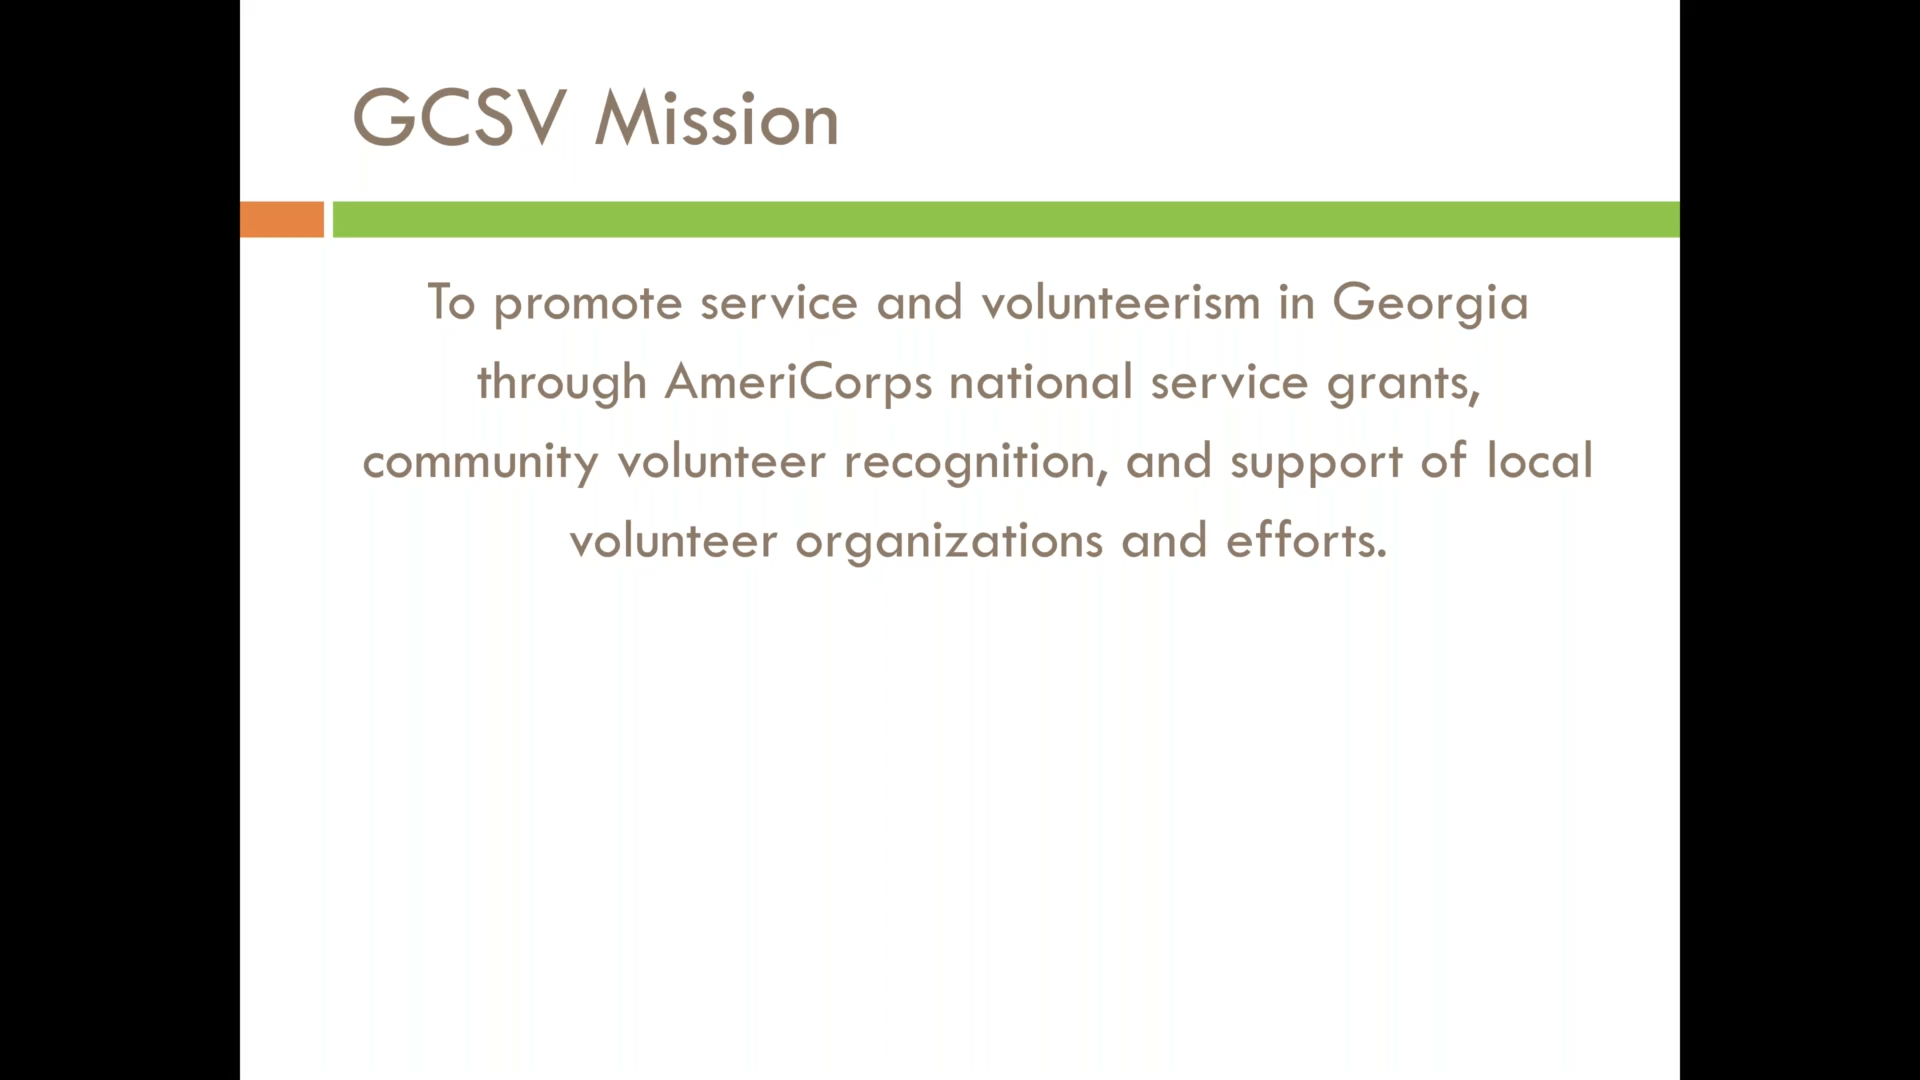 GCSV Mission
To promote service and volunteerism in Georgia
through AmeriCorps national service grants,
community volunteer recognition, and support of local
volunteer organizations and efforts.